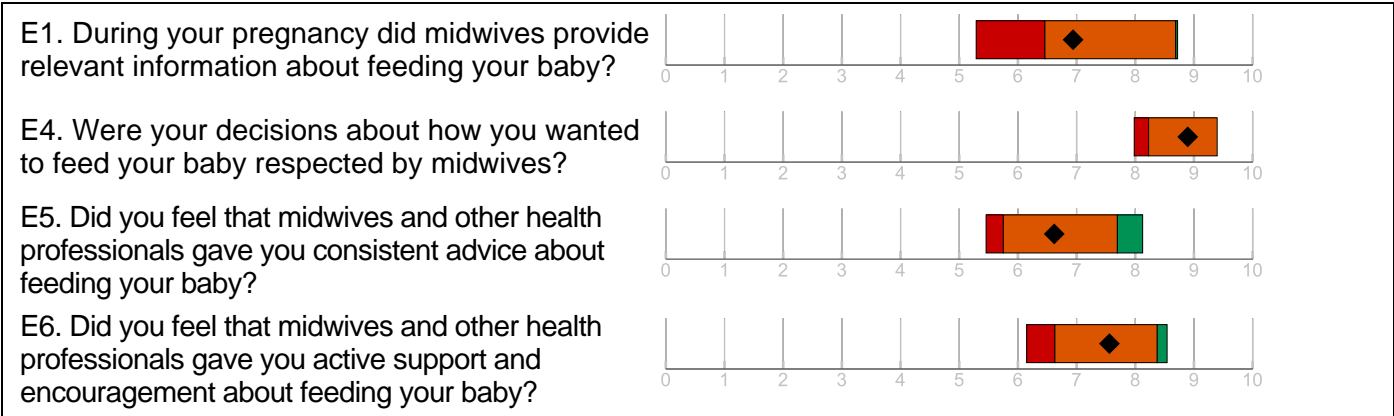 E1. During your pregnancy did midwives provide
relevant information about feeding your baby?
0 1 2 3 4 5 6 7 8 9 10
E4. Were your decisions about how you wanted
to feed your baby respected by midwives?
0 1 2 3 4 5 6 7 8 9 10
E5. Did you feel that midwives and other health
professionals gave you consistent advice about
feeding your baby?
0 1 2 3 4 5 6 7 8 9 10
E6. Did you feel that midwives and other health
professionals gave you active support and
encouragement about feeding your baby?
0 1 2 3 4 5 6 7 8 9 10